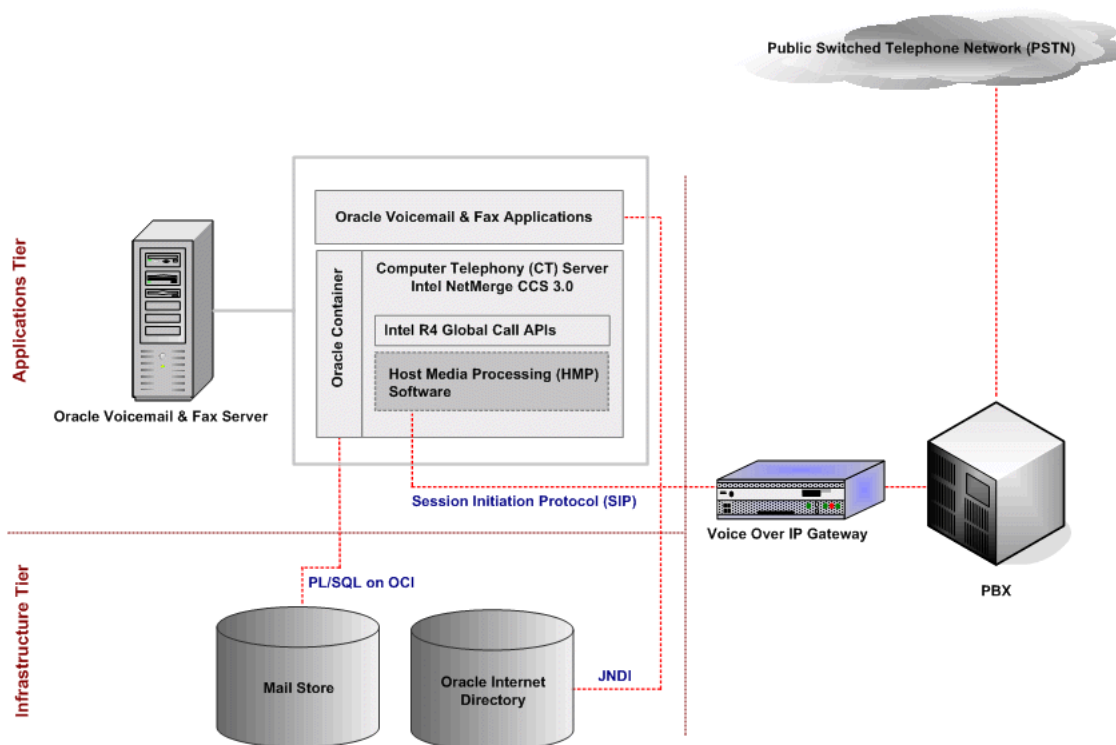 Public Switched Telephone Network (PSTN)
Applications Tier
Oracle Voicemail & Fax Applications
Oracle Container
Computer Telephony (CT) Server
Intel NetMerge CCS 3.0
Intel R4 Global Call APIs
Host Media Processing (HMP)
Software
Oracle Voicemail & Fax Server
Session Initiation Protocol (SIP)
Voice Over IP Gateway
PBX
Infrastructure Tier
PL/SQL on OCI
Mail Store
Oracle Internet
Directory
JNDI